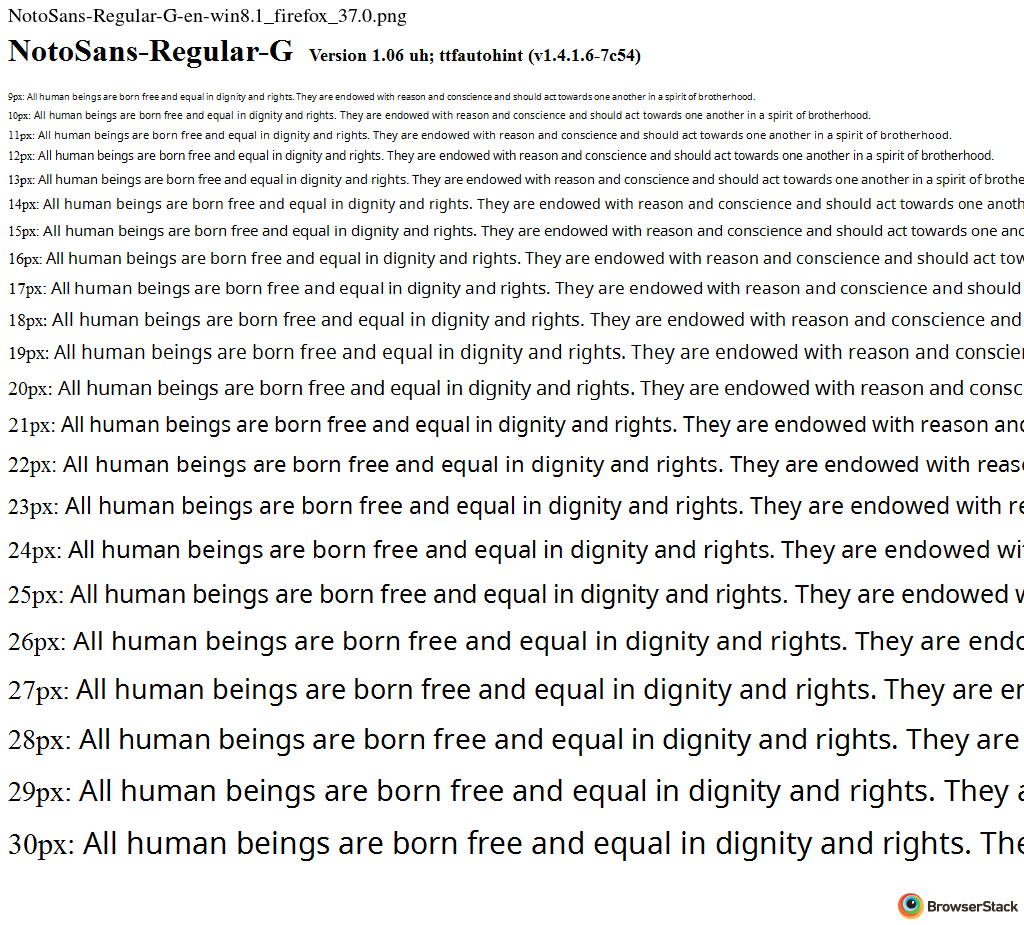 NotoSans-Regular-G-en-win8.1_firefox_37.0.png
NotoSans-Regular-G Version 1.06 uh; ttfautohint (v1.4.1.6-7c54)
9px: All human beings are born free and equal in dignity and rights. They are endowed with reason and conscience and should act towards one another in a spirit of brotherhood.
10px: All human beings are born free and equal in dignity and rights. They are endowed with reason and conscience and should act towards one another in a spirit of brotherhood.
11px: All human beings are born free and equal in dignity and rights. They are endowed with reason and conscience and should act towards one another in a spirit of brotherhood.
12px: All human beings are born free and equal in dignity and rights. They are endowed with reason and conscience and should act towards one another in a spirit of brotherhood.
13px: All human beings are born free and equal in dignity and rights. They are endowed with reason and conscience and should act towards one another in a spirit of brothe
14px: All human beings are born free and equal in dignity and rights. They are endowed with reason and conscience and should act towards one anoth
15px: All human beings are born free and equal in dignity and rights. They are endowed with reason and conscience and should act towards one ano
16px: All human beings are born free and equal in dignity and rights. They are endowed with reason and conscience and should act tow
17px: All human beings are born free and equal in dignity and rights. They are endowed with reason and conscience and should
18px: All human beings are born free and equal in dignity and rights. They are endowed with reason and conscience and
19px: All human beings are born free and equal in dignity and rights. They are endowed with reason and conscien
20px: All human beings are born free and equal in dignity and rights. They are endowed with reason and consc
21px: All human beings are born free and equal in dignity and rights. They are endowed with reason and
22px: All human beings are born free and equal in dignity and rights. They are endowed with reas
23px: All human beings are born free and equal in dignity and rights. They are endowed with re
24px: All human beings are born free and equal in dignity and rights. They are endowed wi
25px: All human beings are born free and equal in dignity and rights. They are endowed w
26px: All human beings are born free and equal in dignity and rights. They are endo
27px: All human beings are born free and equal in dignity and rights. They are en
28px: All human beings are born free and equal in dignity and rights. They are
29px: All human beings are born free and equal in dignity and rights. They a
30px: All human beings are born free and equal in dignity and rights. The
BrowserStack